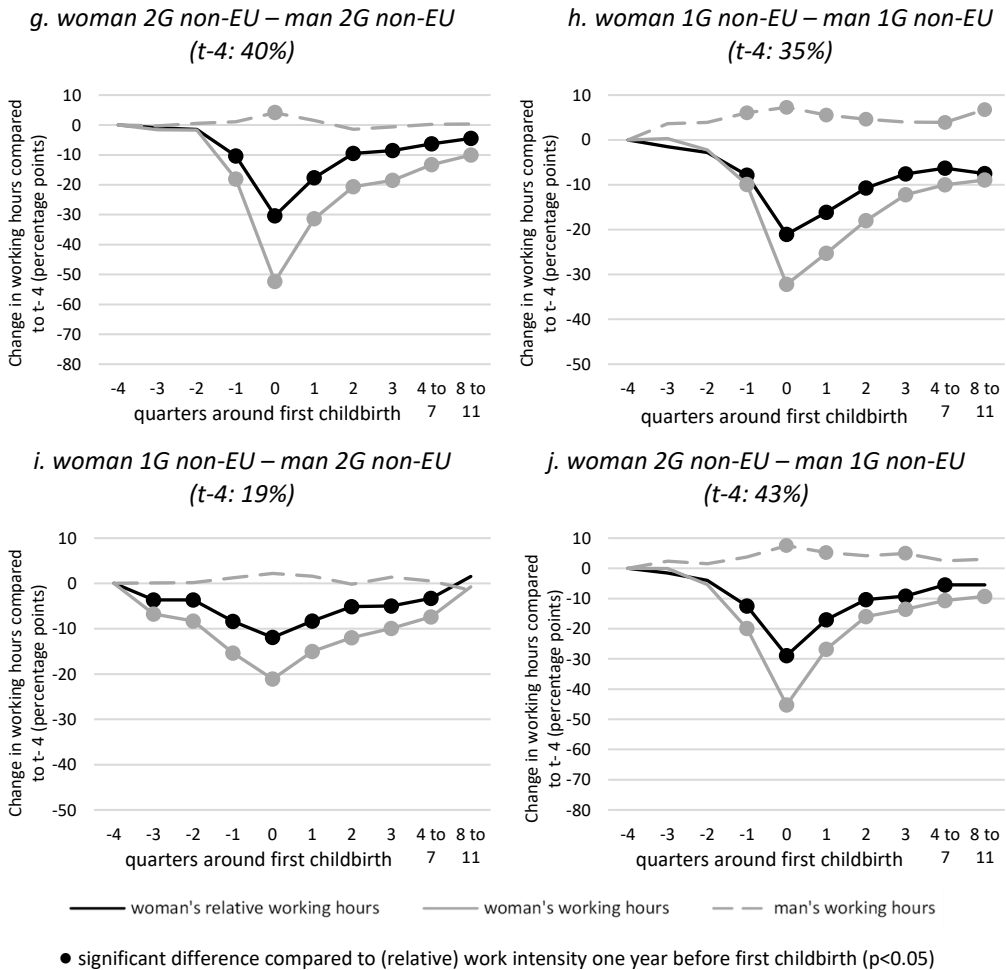 g. woman 2G non-EU – man 2G non-EU
(t-4: 40%)
Change in working hours compared
to t- 4 (percentage points)
10
0
-10
-20
-30
-40
-50
-60
-70
-80
-4 -3 -2 -1 0 1 2 3 4 to 8 to
7 11
quarters around first childbirth
h. woman 1G non-EU – man 1G non-EU
(t-4: 35%)
Change in working hours compared
to t- 4 (percentage points)
10
0
-10
-20
-30
-40
-50
-4 -3 -2 -1 0 1 2 3 4 to 8 to
7 11
quarters around first childbirth
i. woman 1G non-EU – man 2G non-EU
(t-4: 19%)
Change in working hours compared
to t- 4 (percentage points)
10
0
-10
-20
-30
-40
-50
-4 -3 -2 -1 0 1 2 3 4 to 8 to
7 11
quarters around first childbirth
j. woman 2G non-EU – man 1G non-EU
(t-4: 43%)
Change in working hours compared
to t- 4 (percentage points)
10
0
-10
-20
-30
-40
-50
-60
-70
-80
-4 -3 -2 -1 0 1 2 3 4 to 8 to
7 11
quarters around first childbirth
woman's relative working hours woman's working hours man's working hours
● significant difference compared to (relative) work intensity one year before first childbirth (p<0.05)